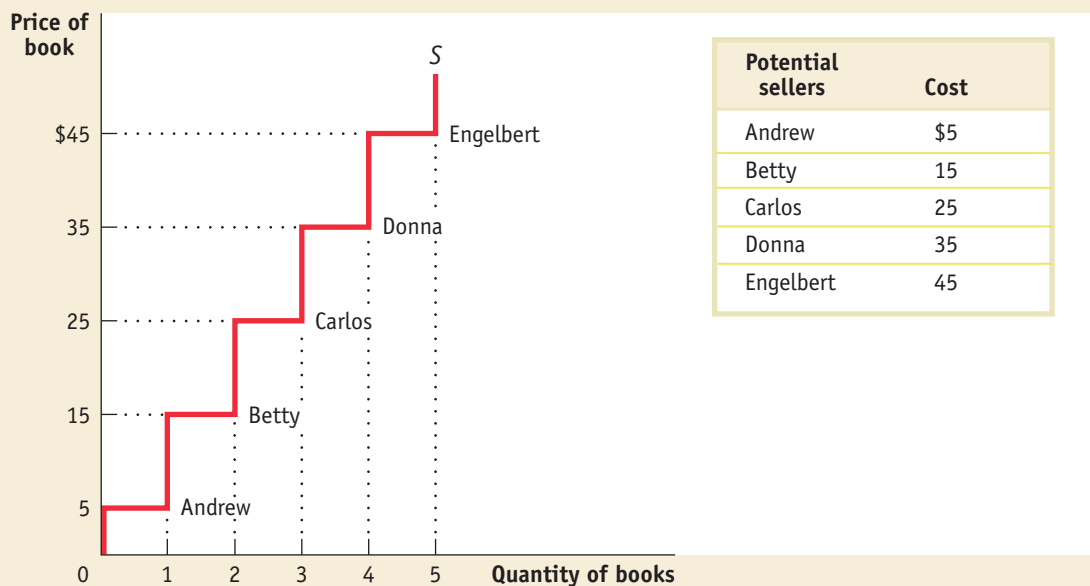 Price of
book
S
$45
Engelbert
35
Donna
25
Carlos
15
Betty
5
Andrew
0 1 2 3 4 5 Quantity of books
Potential
sellers Cost
Andrew $5
Betty 15
Carlos 25
Donna 35
Engelbert 45